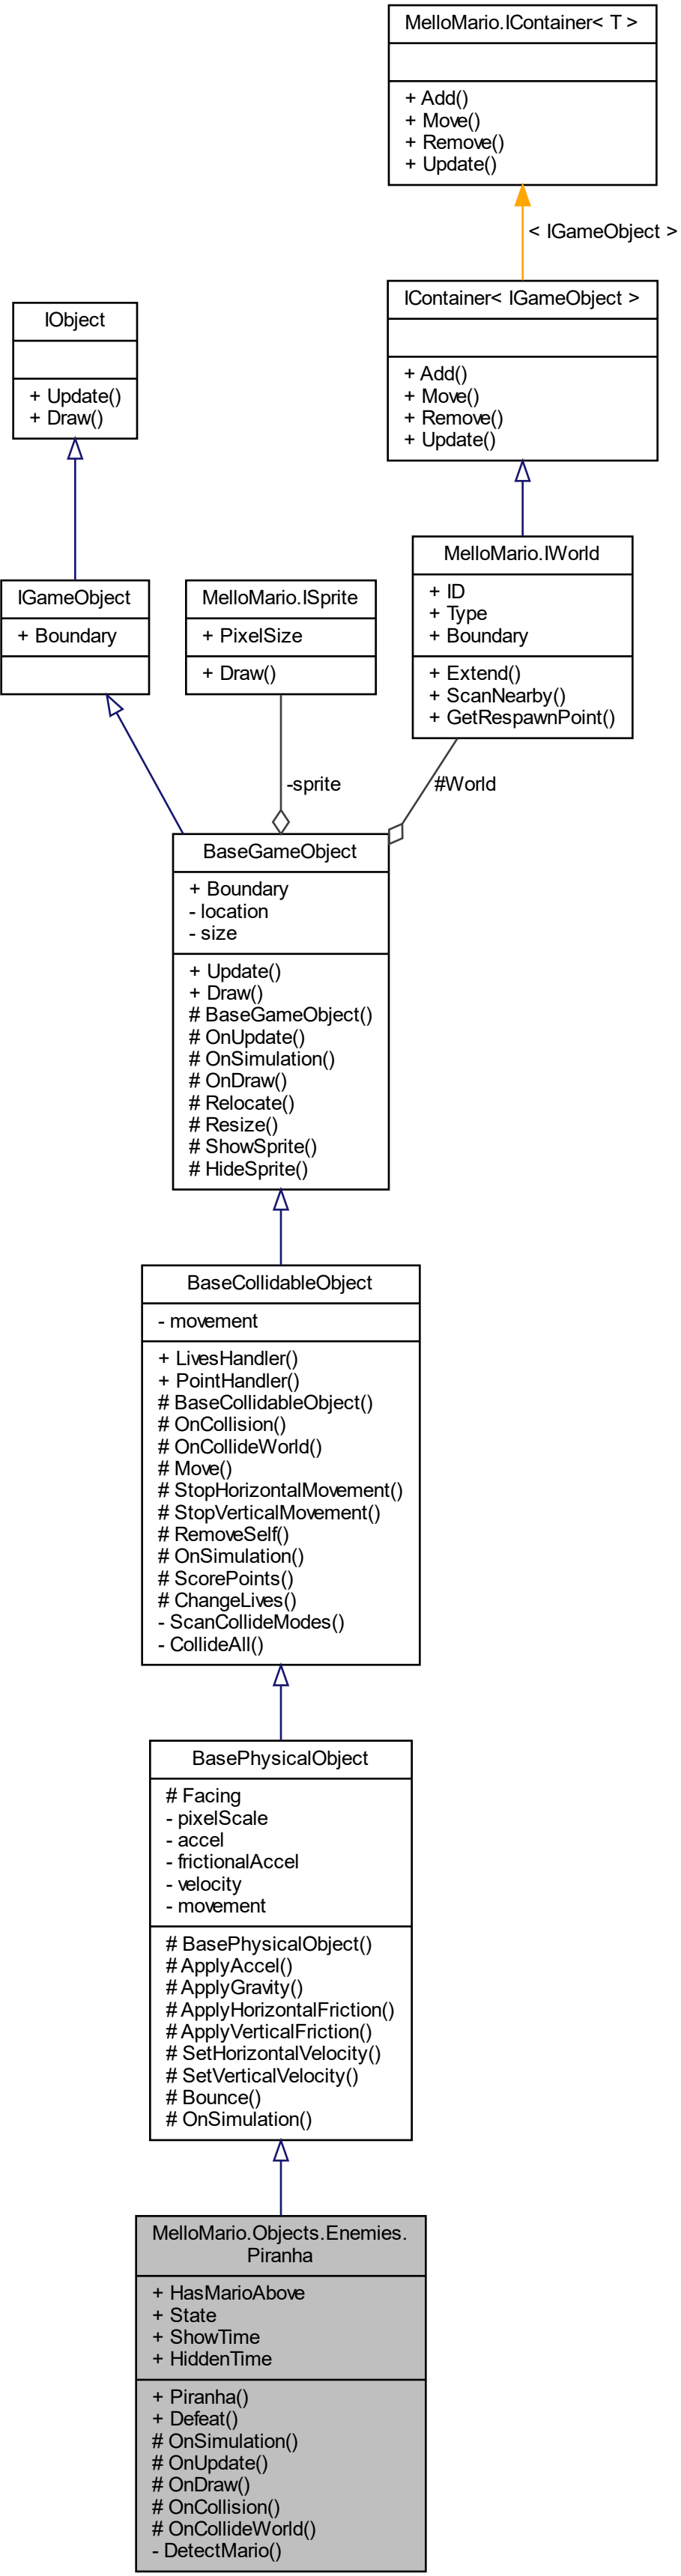 MelloMario.IContainer< T >
+ Add()
+ Move()
+ Remove()
+ Update()
< IGameObject >
IContainer< IGameObject >
+ Add()
+ Move()
+ Remove()
+ Update()
IObject
+ Update()
+ Draw()
MelloMario.IWorld
+ ID
+ Type
+ Boundary
+ Extend()
+ ScanNearby()
+ GetRespawnPoint()
IGameObject
+ Boundary
MelloMario.ISprite
+ PixelSize
+ Draw()
-sprite
#World
BaseGameObject
+ Boundary
- location
- size
+ Update()
+ Draw()
# BaseGameObject()
# OnUpdate()
# OnSimulation()
# OnDraw()
# Relocate()
# Resize()
# ShowSprite()
# HideSprite()
BaseCollidableObject
- movement
+ LivesHandler()
+ PointHandler()
# BaseCollidableObject()
# OnCollision()
# OnCollideWorld()
# Move()
# StopHorizontalMovement()
# StopVerticalMovement()
# RemoveSelf()
# OnSimulation()
# ScorePoints()
# ChangeLives()
- ScanCollideModes()
- CollideAll()
BasePhysicalObject
# Facing
- pixelScale
- accel
- frictionalAccel
- velocity
- movement
# BasePhysicalObject()
# ApplyAccel()
# ApplyGravity()
# ApplyHorizontalFriction()
# ApplyVerticalFriction()
# SetHorizontalVelocity()
# SetVerticalVelocity()
# Bounce()
# OnSimulation()
MelloMario.Objects.Enemies.
Piranha
+ HasMarioAbove
+ State
+ ShowTime
+ HiddenTime
+ Piranha()
+ Defeat()
# OnSimulation()
# OnUpdate()
# OnDraw()
# OnCollision()
# OnCollideWorld()
- DetectMario()